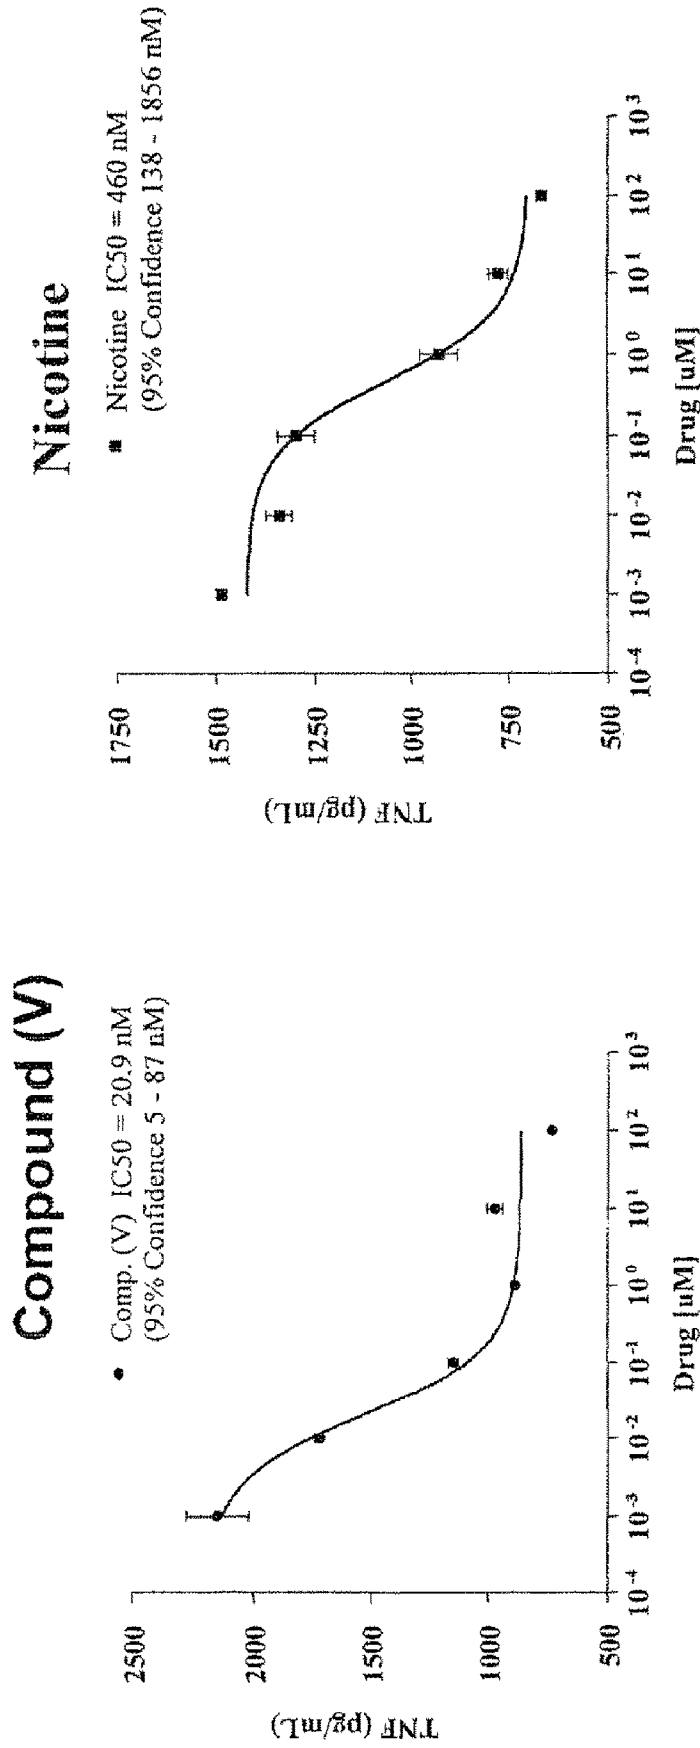 Compound (V)
● Comp. (V) IC50 = 20.9 nM
(95% Confidence 5 - 87 nM)
2500
2000
1500
1000
500
TNF (pg/mL)
10-4 10-3 10-2 10-1 100 101 102 103
Drug [uM]
Nicotine
■ Nicotine IC50 = 460 nM
(95% Confidence 138 - 1856 nM)
1750
1500
1250
1000
750
500
TNF (pg/mL)
10-4 10-3 10-2 10-1 100 101 102 103
Drug [uM]